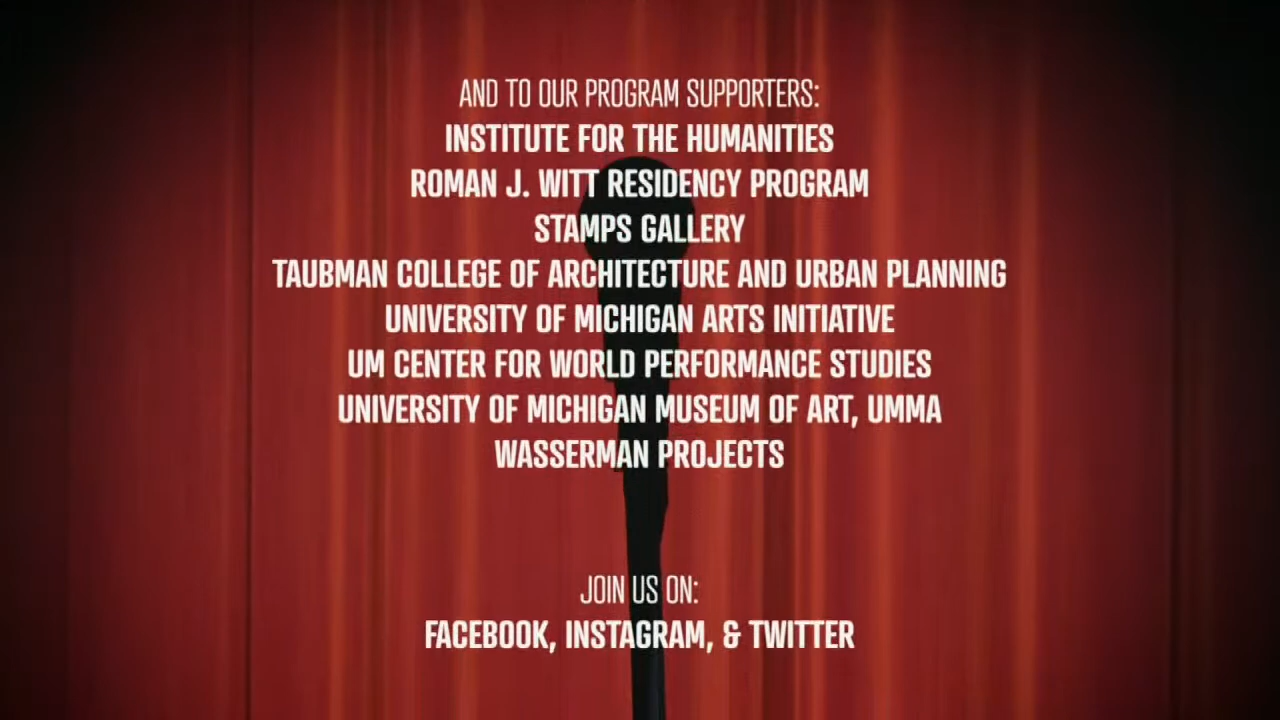 AND TO OUR PROGRAM SUPPORTERS:
INSTITUTE FOR THE HUMANITIES
ROMAN J. WITT RESIDENCY PROGRAM
STAMPS GALLERY
TAUBMAN COLLEGE OF ARCHITECTURE AND URBAN PLANNING
UNIVERSITY OF MICHIGAN ARTS INITIATIVE
UM CENTER FOR WORLD PERFORMANCE STUDIES
UNIVERSITY OF MICHIGAN MUSEUM OF ART, UMMA
WASSERMAN PROJECTS
JOIN US ON:
FACEBOOK, INSTAGRAM, & TWITTER